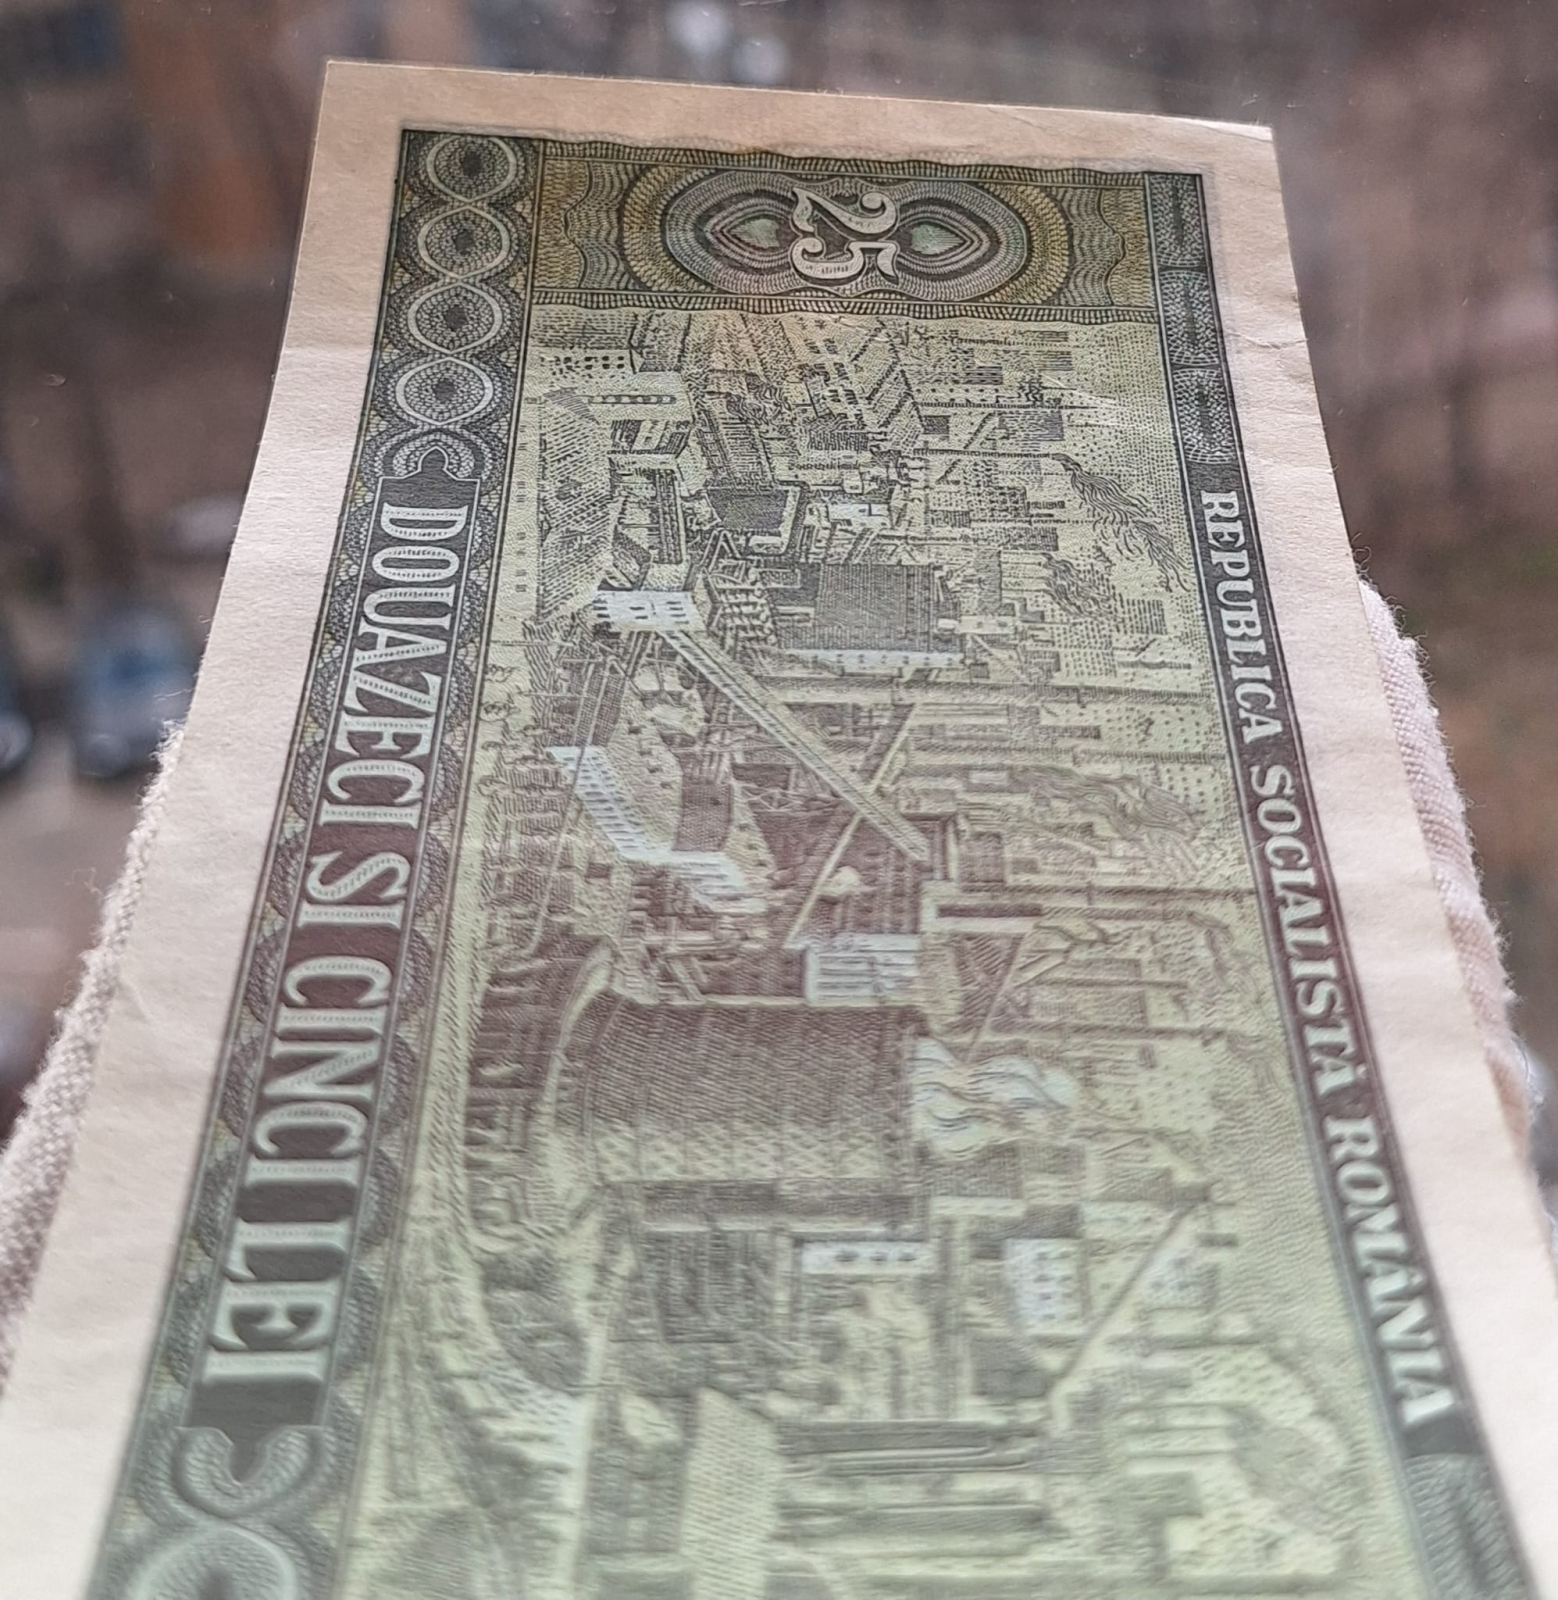 REPUBLICA SOCIALISTĂ ROMÂNIA
25
DOUAZECI SI CINCI LEI